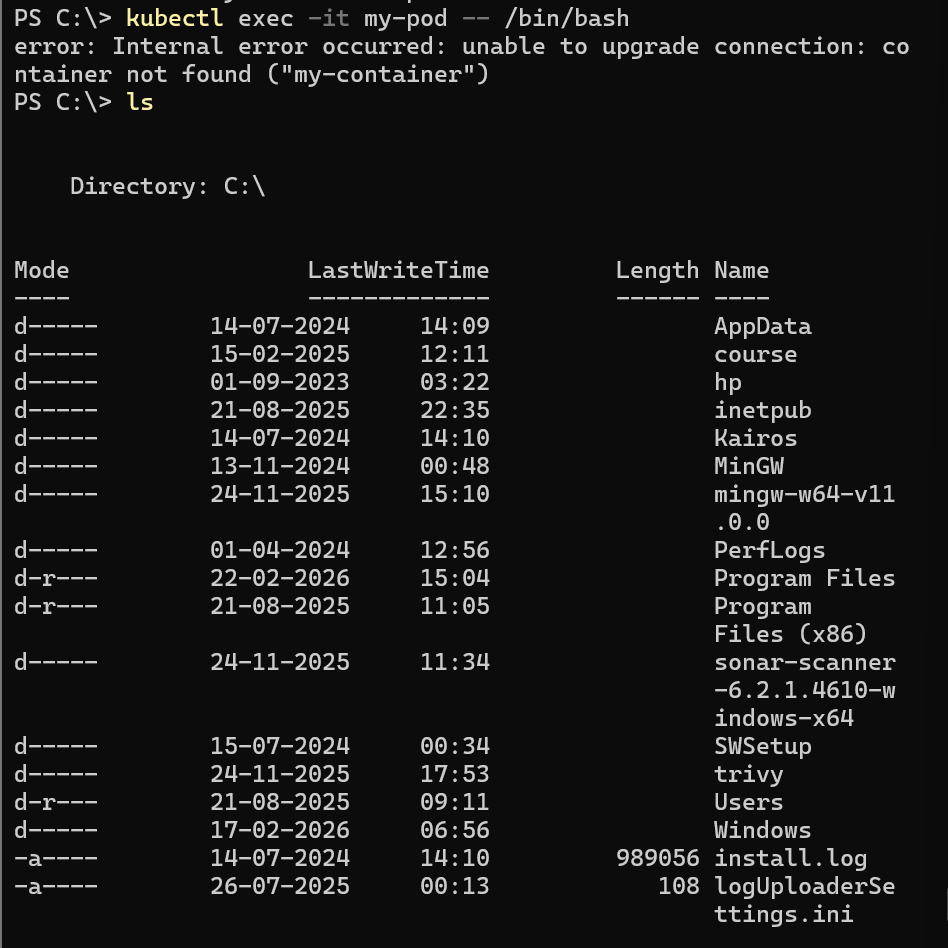 PS C:\> kubectl exec -it my-pod -- /bin/bash
error: Internal error occurred: unable to upgrade connection: co
ntainer not found ("my-container")
PS C:\> ls
Directory: C:\
Mode LastWriteTime Length Name
---- ------------- ------ ----
d----- 14-07-2024 14:09 AppData
d----- 15-02-2025 12:11 course
d----- 01-09-2023 03:22 hp
d----- 21-08-2025 22:35 inetpub
d----- 14-07-2024 14:10 Kairos
d----- 13-11-2024 00:48 MinGW
d----- 24-11-2025 15:10 mingw-w64-v11
.0.0
d----- 01-04-2024 12:56 PerfLogs
d-r--- 22-02-2026 15:04 Program Files
d-r--- 21-08-2025 11:05 Program
Files (x86)
d----- 24-11-2025 11:34 sonar-scanner
-6.2.1.4610-w
indows-x64
d----- 15-07-2024 00:34 SWSetup
d----- 24-11-2025 17:53 trivy
d-r--- 21-08-2025 09:11 Users
d----- 17-02-2026 06:56 Windows
-a---- 14-07-2024 14:10 989056 install.log
-a---- 26-07-2025 00:13 108 logUploaderSe
ttings.ini